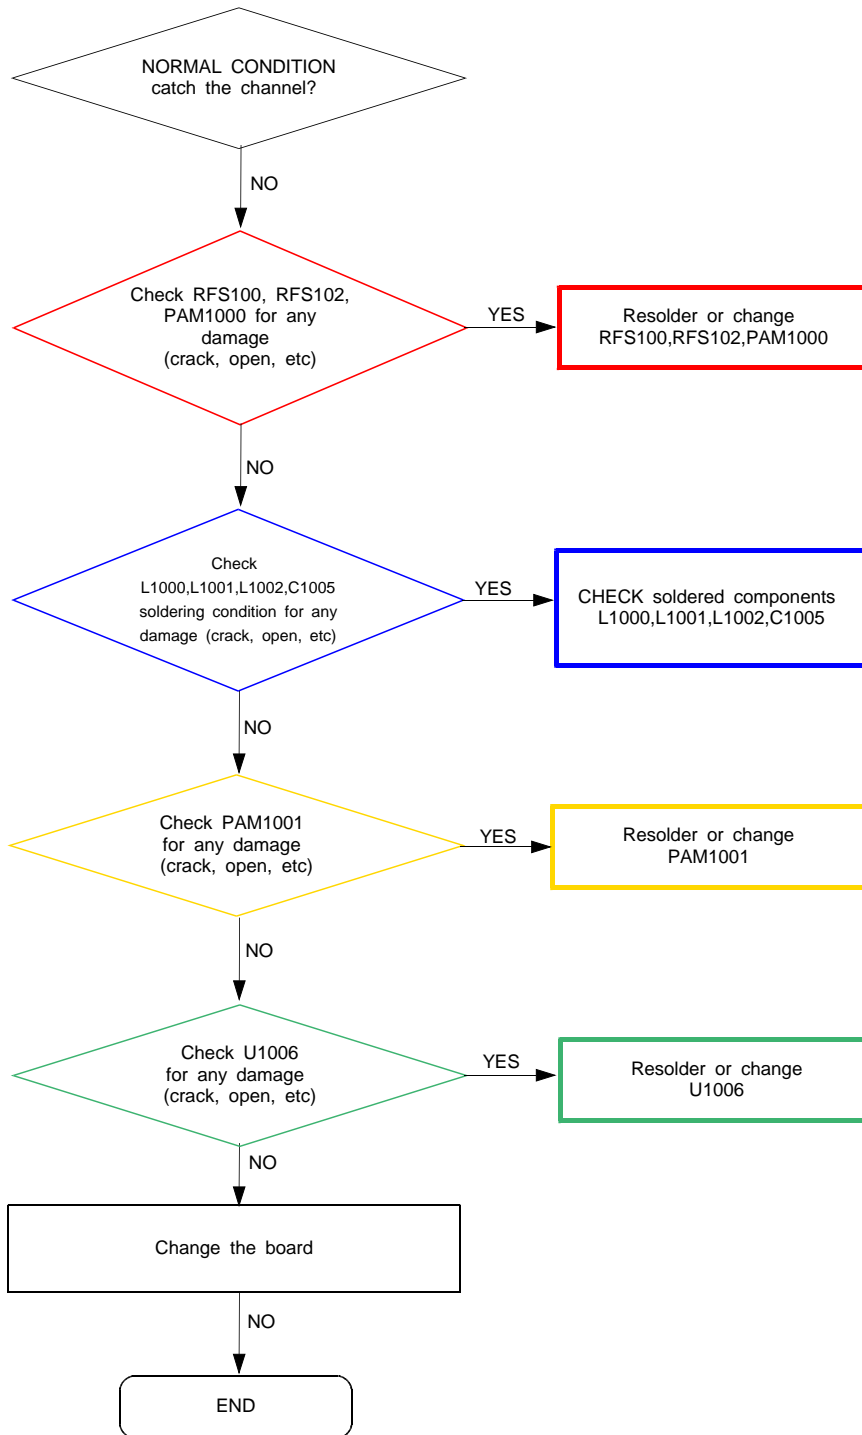 NORMAL CONDITION
catch the channel?
NO
Check RFS100, RFS102,
PAM1000 for any
damage
(crack, open, etc)
YES
Resolder or change
RFS100,RFS102,PAM1000
NO
Check
L1000,L1001,L1002,C1005
soldering condition for any
damage (crack, open, etc)
YES
CHECK soldered components
L1000,L1001,L1002,C1005
NO
Check PAM1001
for any damage
(crack, open, etc)
YES
Resolder or change
PAM1001
NO
Check U1006
for any damage
(crack, open, etc)
YES
Resolder or change
U1006
NO
Change the board
NO
END